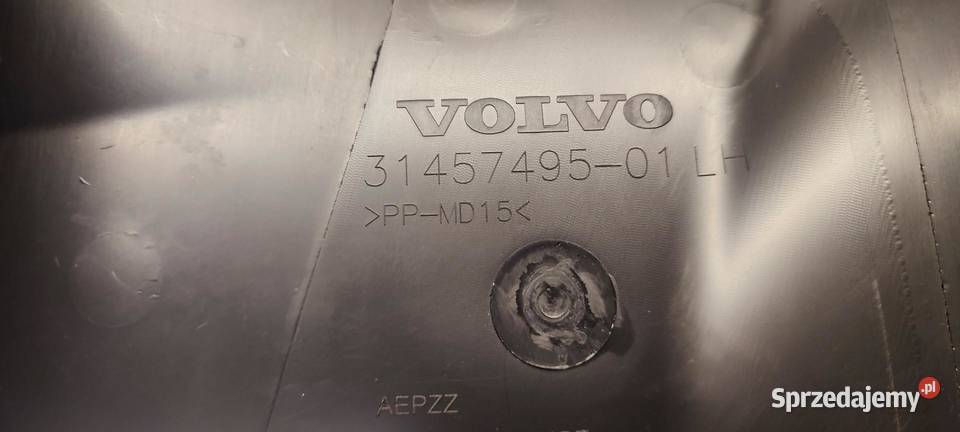 VOLVO
31457495-01 LH
>PP-MD15<
AEPZZ
Sprzedajemy.pl